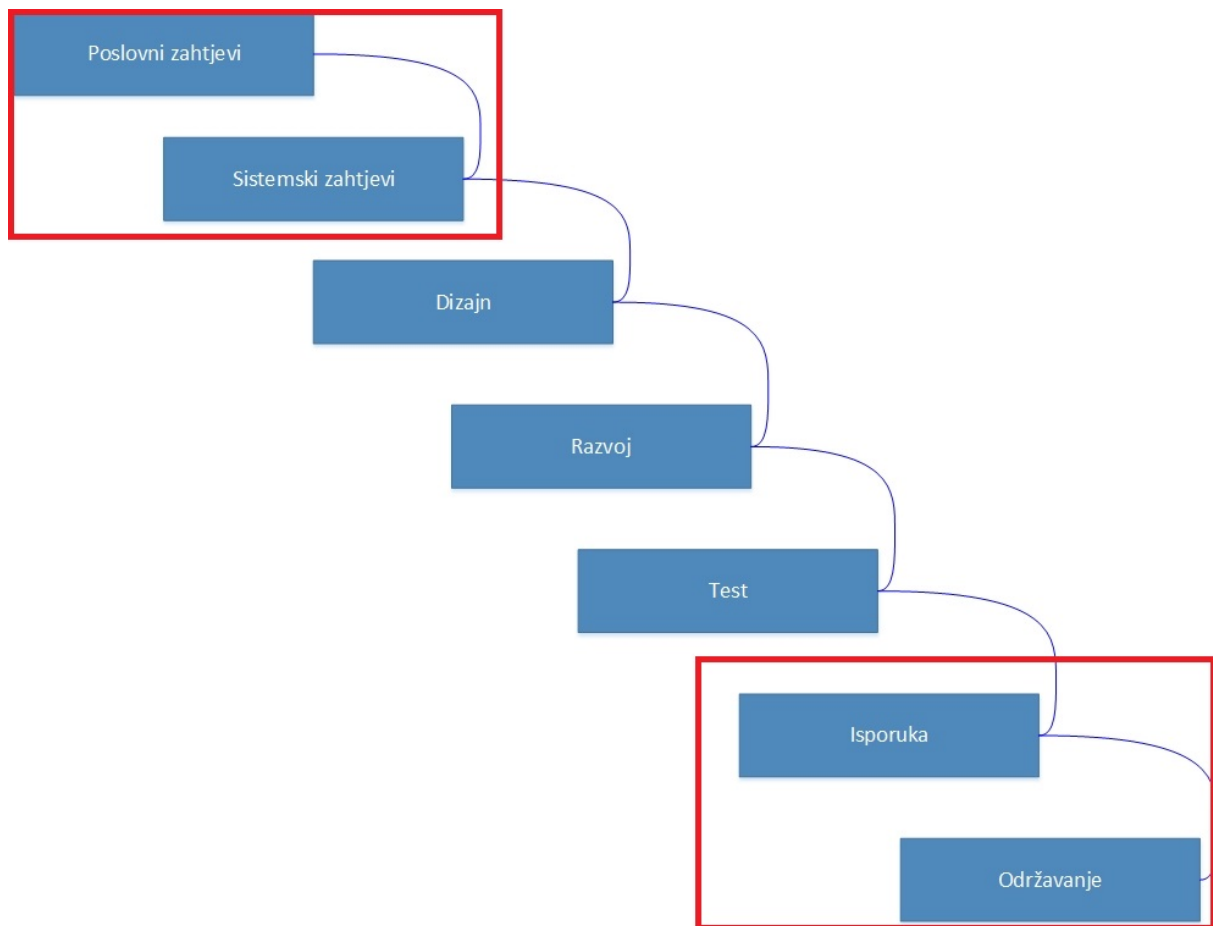 Poslovni zahtjevi
Sistemski zahtjevi
Dizajn
Razvoj
Test
Isporuka
Održavanje